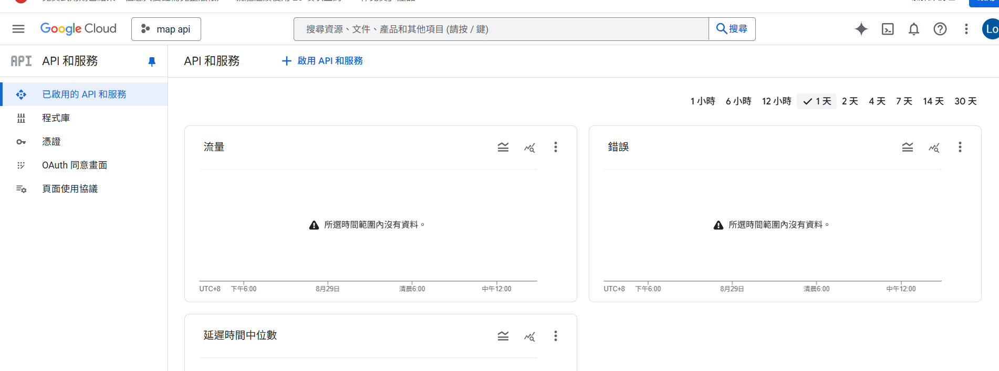 Google Cloud
map api
搜尋資源、文件、產品和其他項目 (請按 / 鍵)
搜尋
Lo
API
API 和服務
API 和服務
啟用 API 和服務
已啟用的 API 和服務
程式庫
憑證
OAuth 同意畫面
頁面使用協議
1 小時
6 小時
12 小時
1 天
2 天
4 天
7 天
14 天
30 天
流量
所選時間範圍內沒有資料。
UTC+8
下午6:00
8月29日
清晨6:00
中午12:00
錯誤
所選時間範圍內沒有資料。
UTC+8
下午6:00
8月29日
清晨6:00
中午12:00
延遲時間中位數